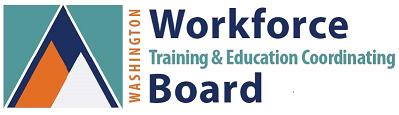 WASHINGTON
Workforce
Training & Education Coordinating
Board